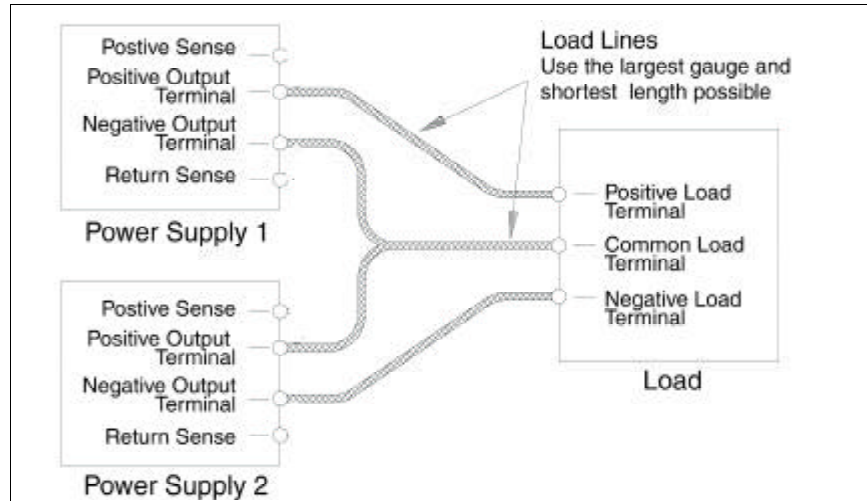 Postive Sense
Positive Output
Terminal
Negative Output
Terminal
Return Sense
Power Supply 1
Load Lines
Use the largest gauge and
shortest length possible
Positive Load
Terminal
Common Load
Terminal
Negative Load
Terminal
Load
Postive Sense
Positive Output
Terminal
Negative Output
Terminal
Return Sense
Power Supply 2